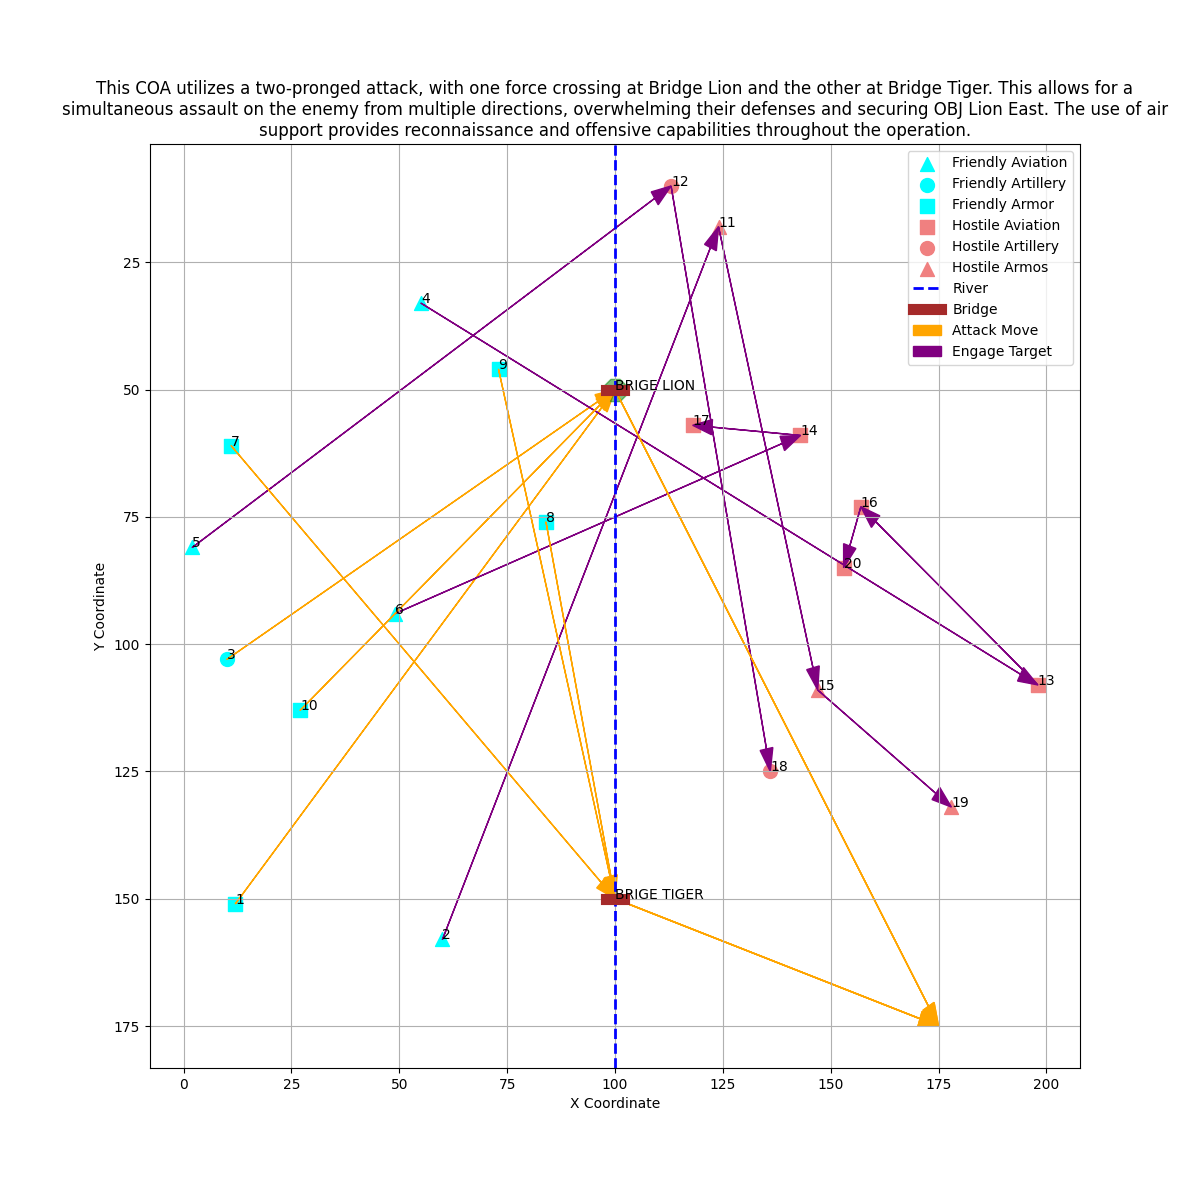 This COA utilizes a two-pronged attack, with one force crossing at Bridge Lion and the other at Bridge Tiger. This allows for a
simultaneous assault on the enemy from multiple directions, overwhelming their defenses and securing OBJ Lion East. The use of air
support provides reconnaissance and offensive capabilities throughout the operation.
Friendly Aviation
Friendly Artillery
Friendly Armor
Hostile Aviation
Hostile Artillery
Hostile Armos
River
Bridge
Attack Move
Engage Target
12
11
25
4
9
50
BRIGE LION
17
14
7
16
75
8
5
20
6
Y Coordinate
100
3
13
15
10
125
18
19
150
BRIGE TIGER
1
2
175
0
25
50
75
100
125
150
175
200
X Coordinate